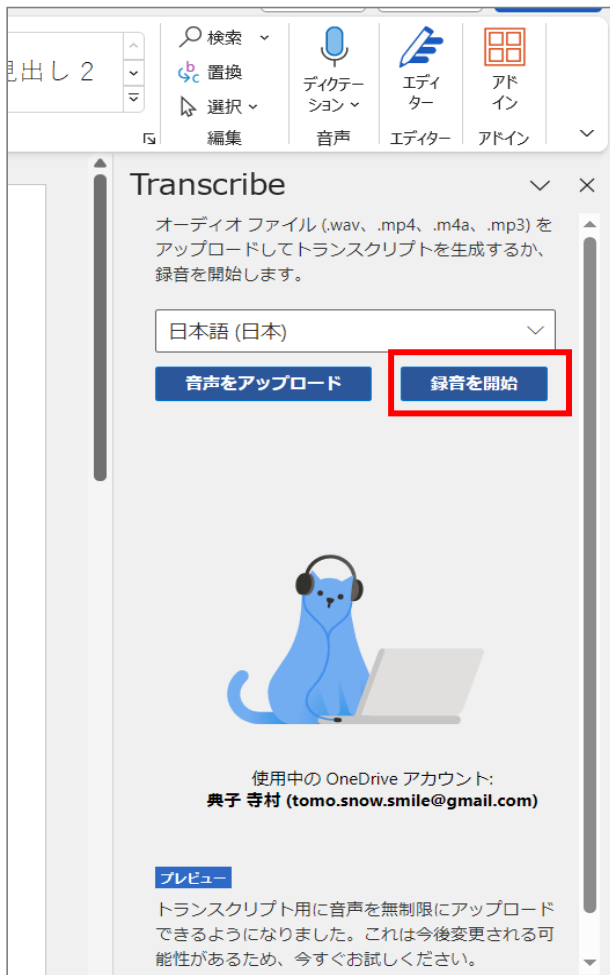 見出し 2
検索
置換
選択
編集
ディクテー
ション
音声
エディ
ター
エディター
アド
イン
アドイン
Transcribe
オーディオ ファイル (.wav、.mp4、.m4a、.mp3) を
アップロードしてトランスクリプトを生成するか、
録音を開始します。
日本語 (日本)
音声をアップロード
録音を開始
使用中の OneDrive アカウント:
典子 寺村 (tomo.snow.smile@gmail.com)
プレビュー
トランスクリプト用に音声を無制限にアップロード
できるようになりました。これは今後変更される可
能性があるため、今すぐお試しください。